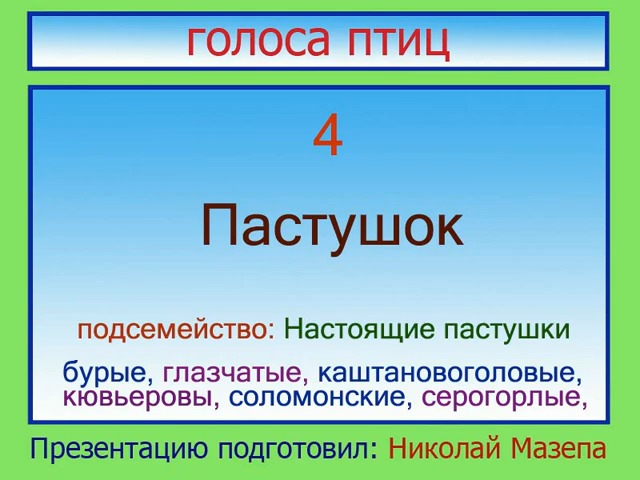 голоса птиц
4
Пастушок
подсемейство: Настоящие пастушки
бурые, глазчатые, каштановоголовые,
кювьеровы, соломонские, серогорлые,
Презентацию подготовил: Николай Мазепа